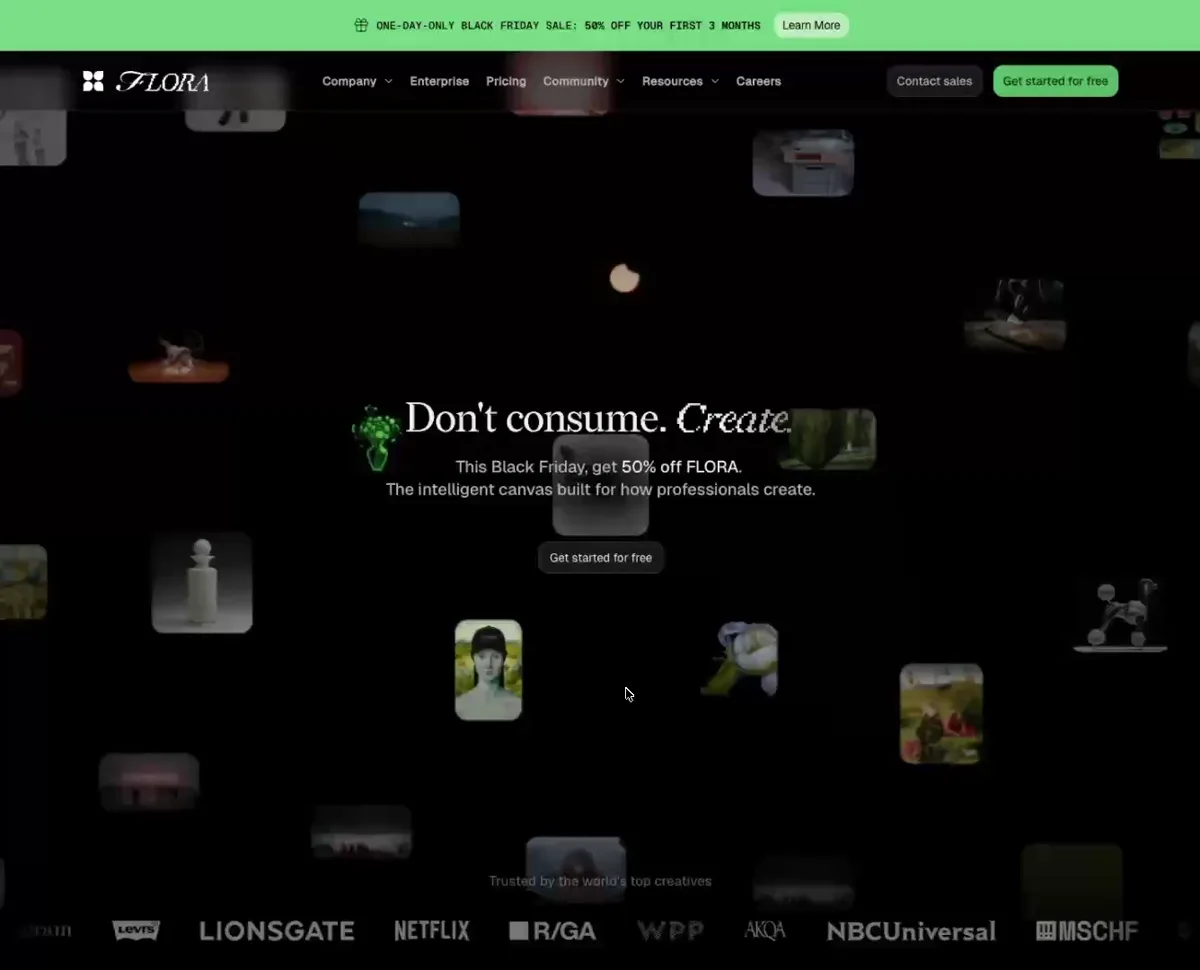 ONE-DAY-ONLY BLACK FRIDAY SALE: 50% OFF YOUR FIRST 3 MONTHS
Learn More
FLORA
Company
Enterprise
Pricing
Community
Resources
Careers
Contact sales
Get started for free
Don't consume. Create.
This Black Friday, get 50% off FLORA.
The intelligent canvas built for how professionals create.
Get started for free
Trusted by the world's top creatives
LEVI'S
LIONSGATE
NETFLIX
R/GA
WPP
AKQA
NBCUniversal
MSCHF